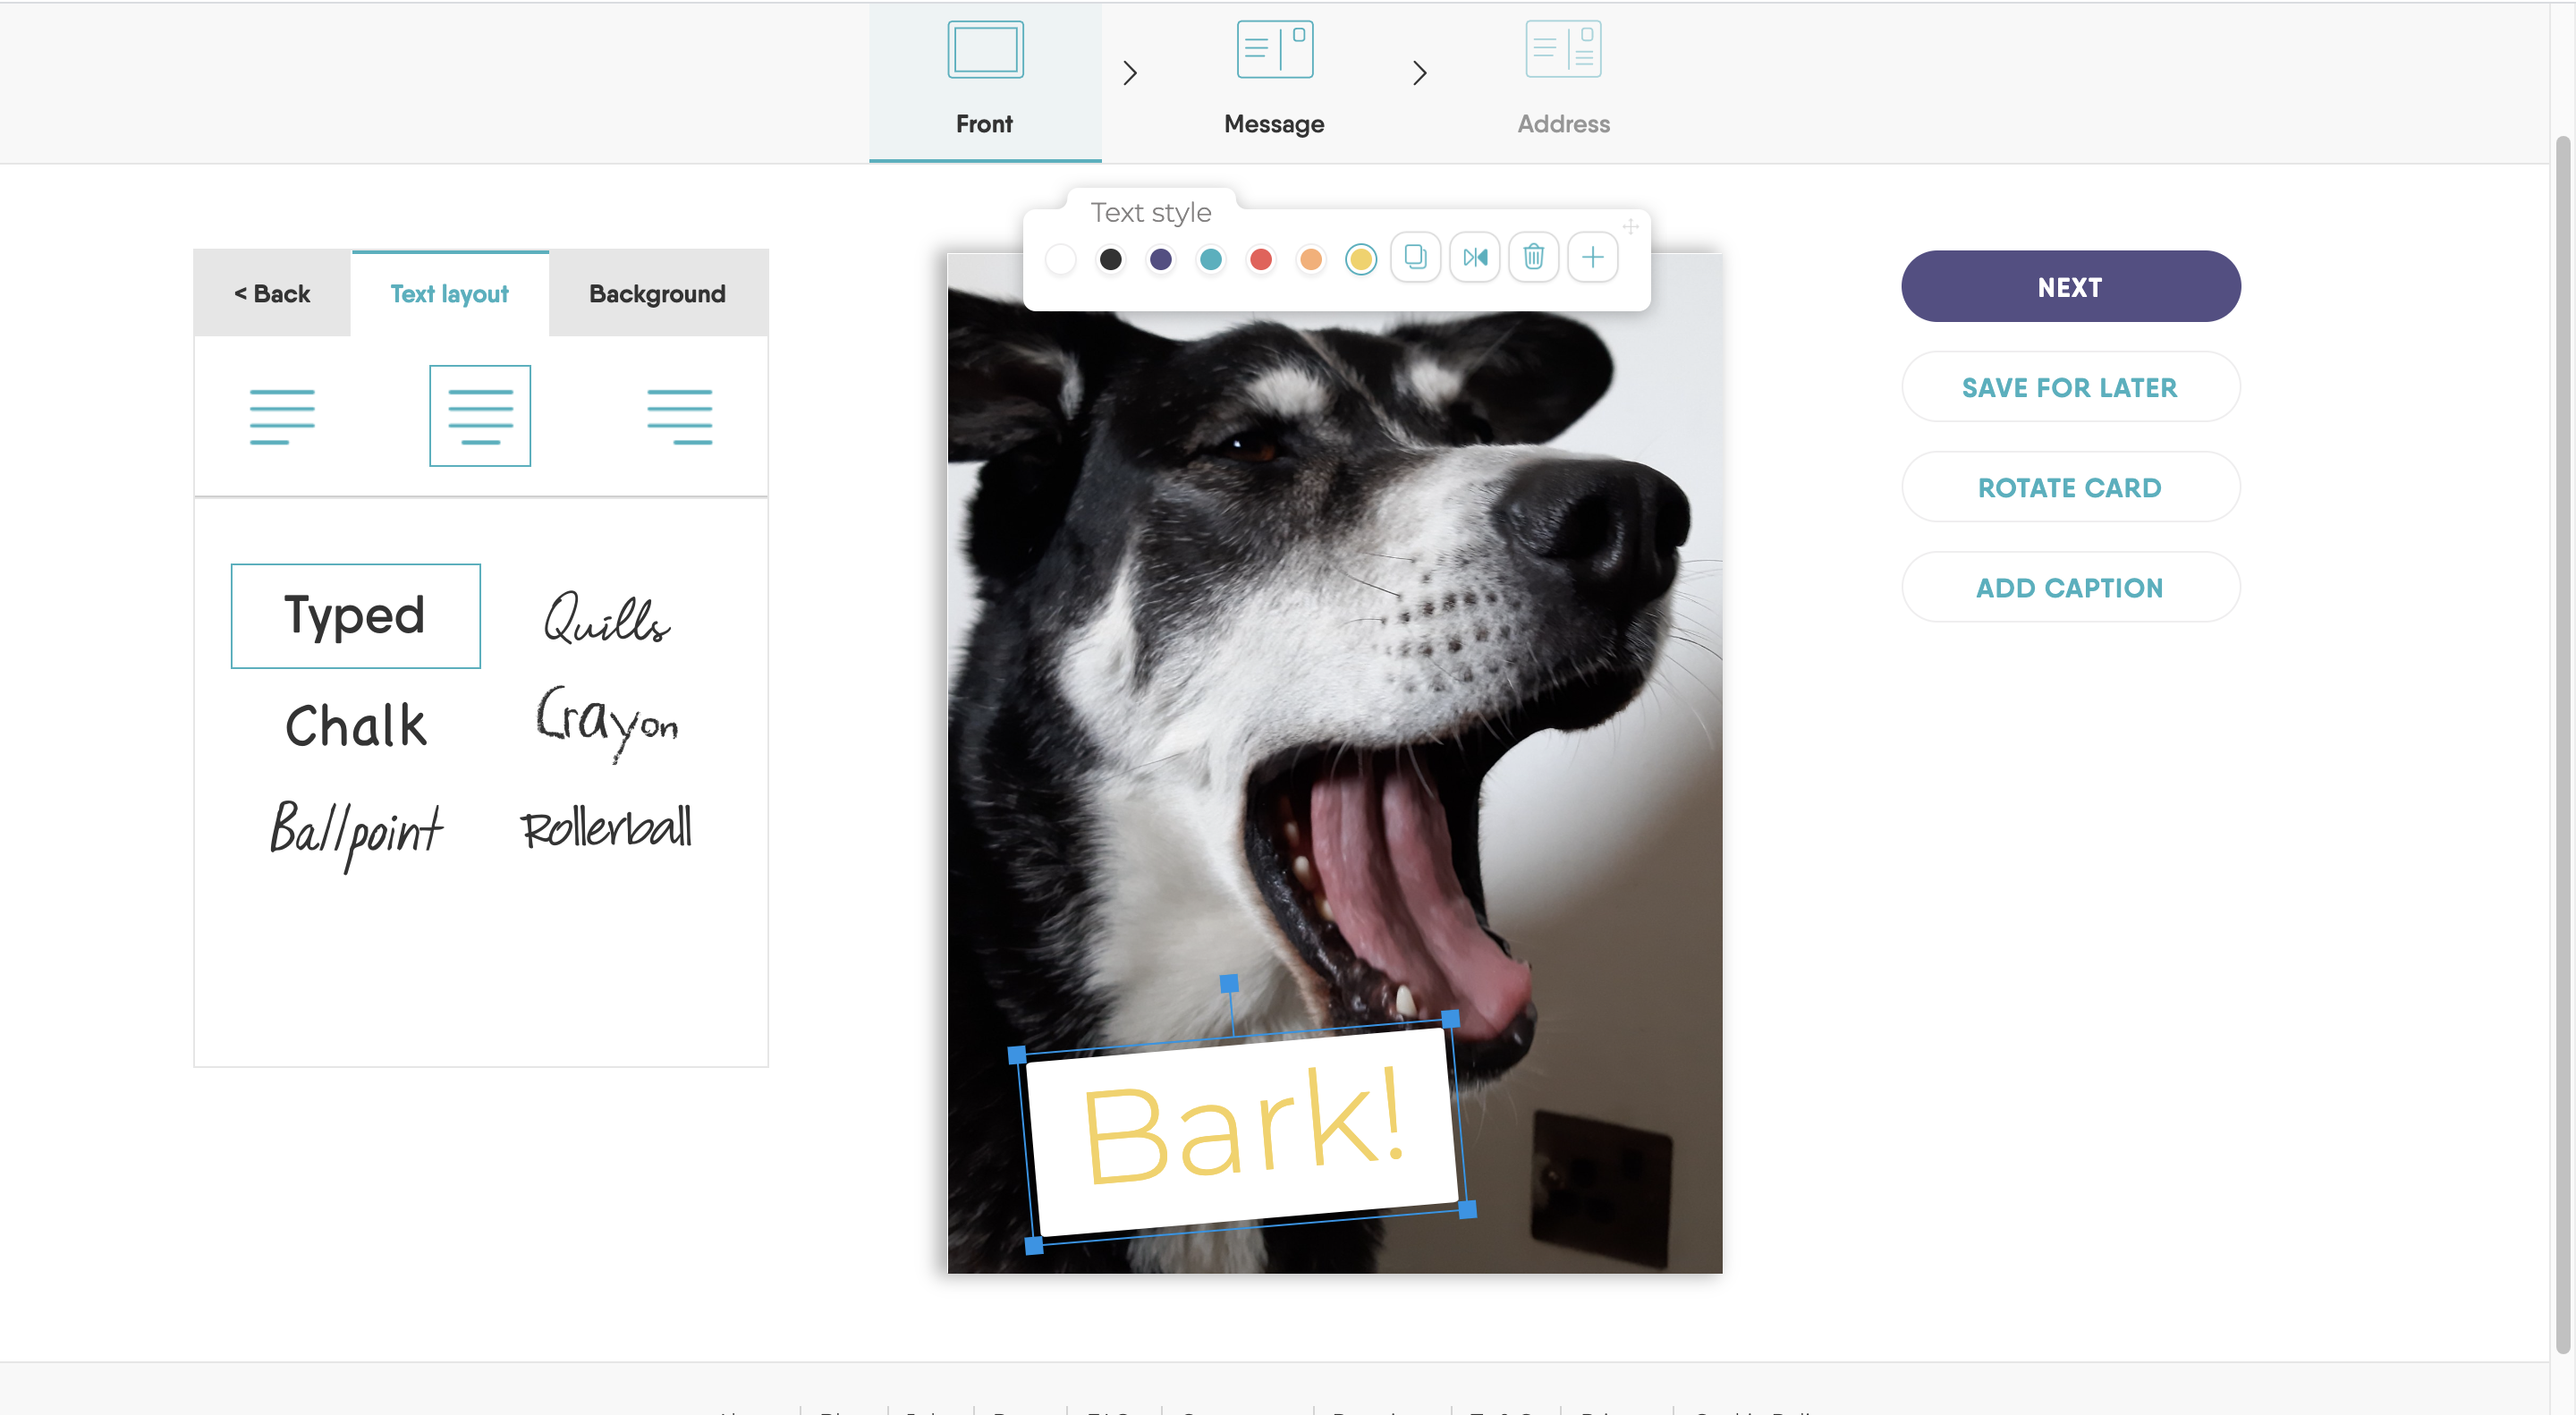 Front
Message
Address
Text style
< Back
Text layout
Background
Typed
Quills
Chalk
Crayon
Ballpoint
Rollerball
Bark!
NEXT
SAVE FOR LATER
ROTATE CARD
ADD CAPTION